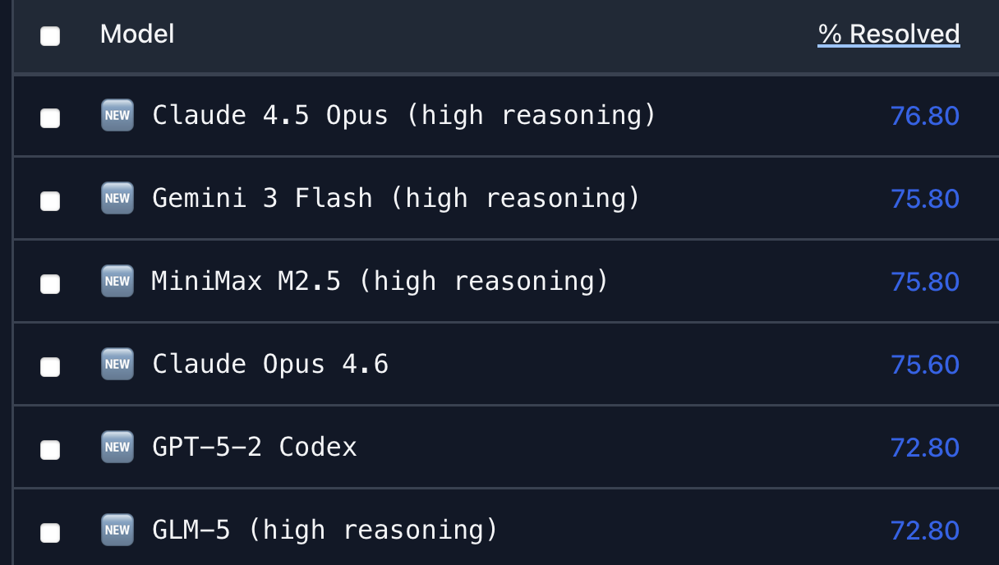 Model % Resolved
NEW Claude 4.5 Opus (high reasoning) 76.80
NEW Gemini 3 Flash (high reasoning) 75.80
NEW MiniMax M2.5 (high reasoning) 75.80
NEW Claude Opus 4.6 75.60
NEW GPT-5-2 Codex 72.80
NEW GLM-5 (high reasoning) 72.80